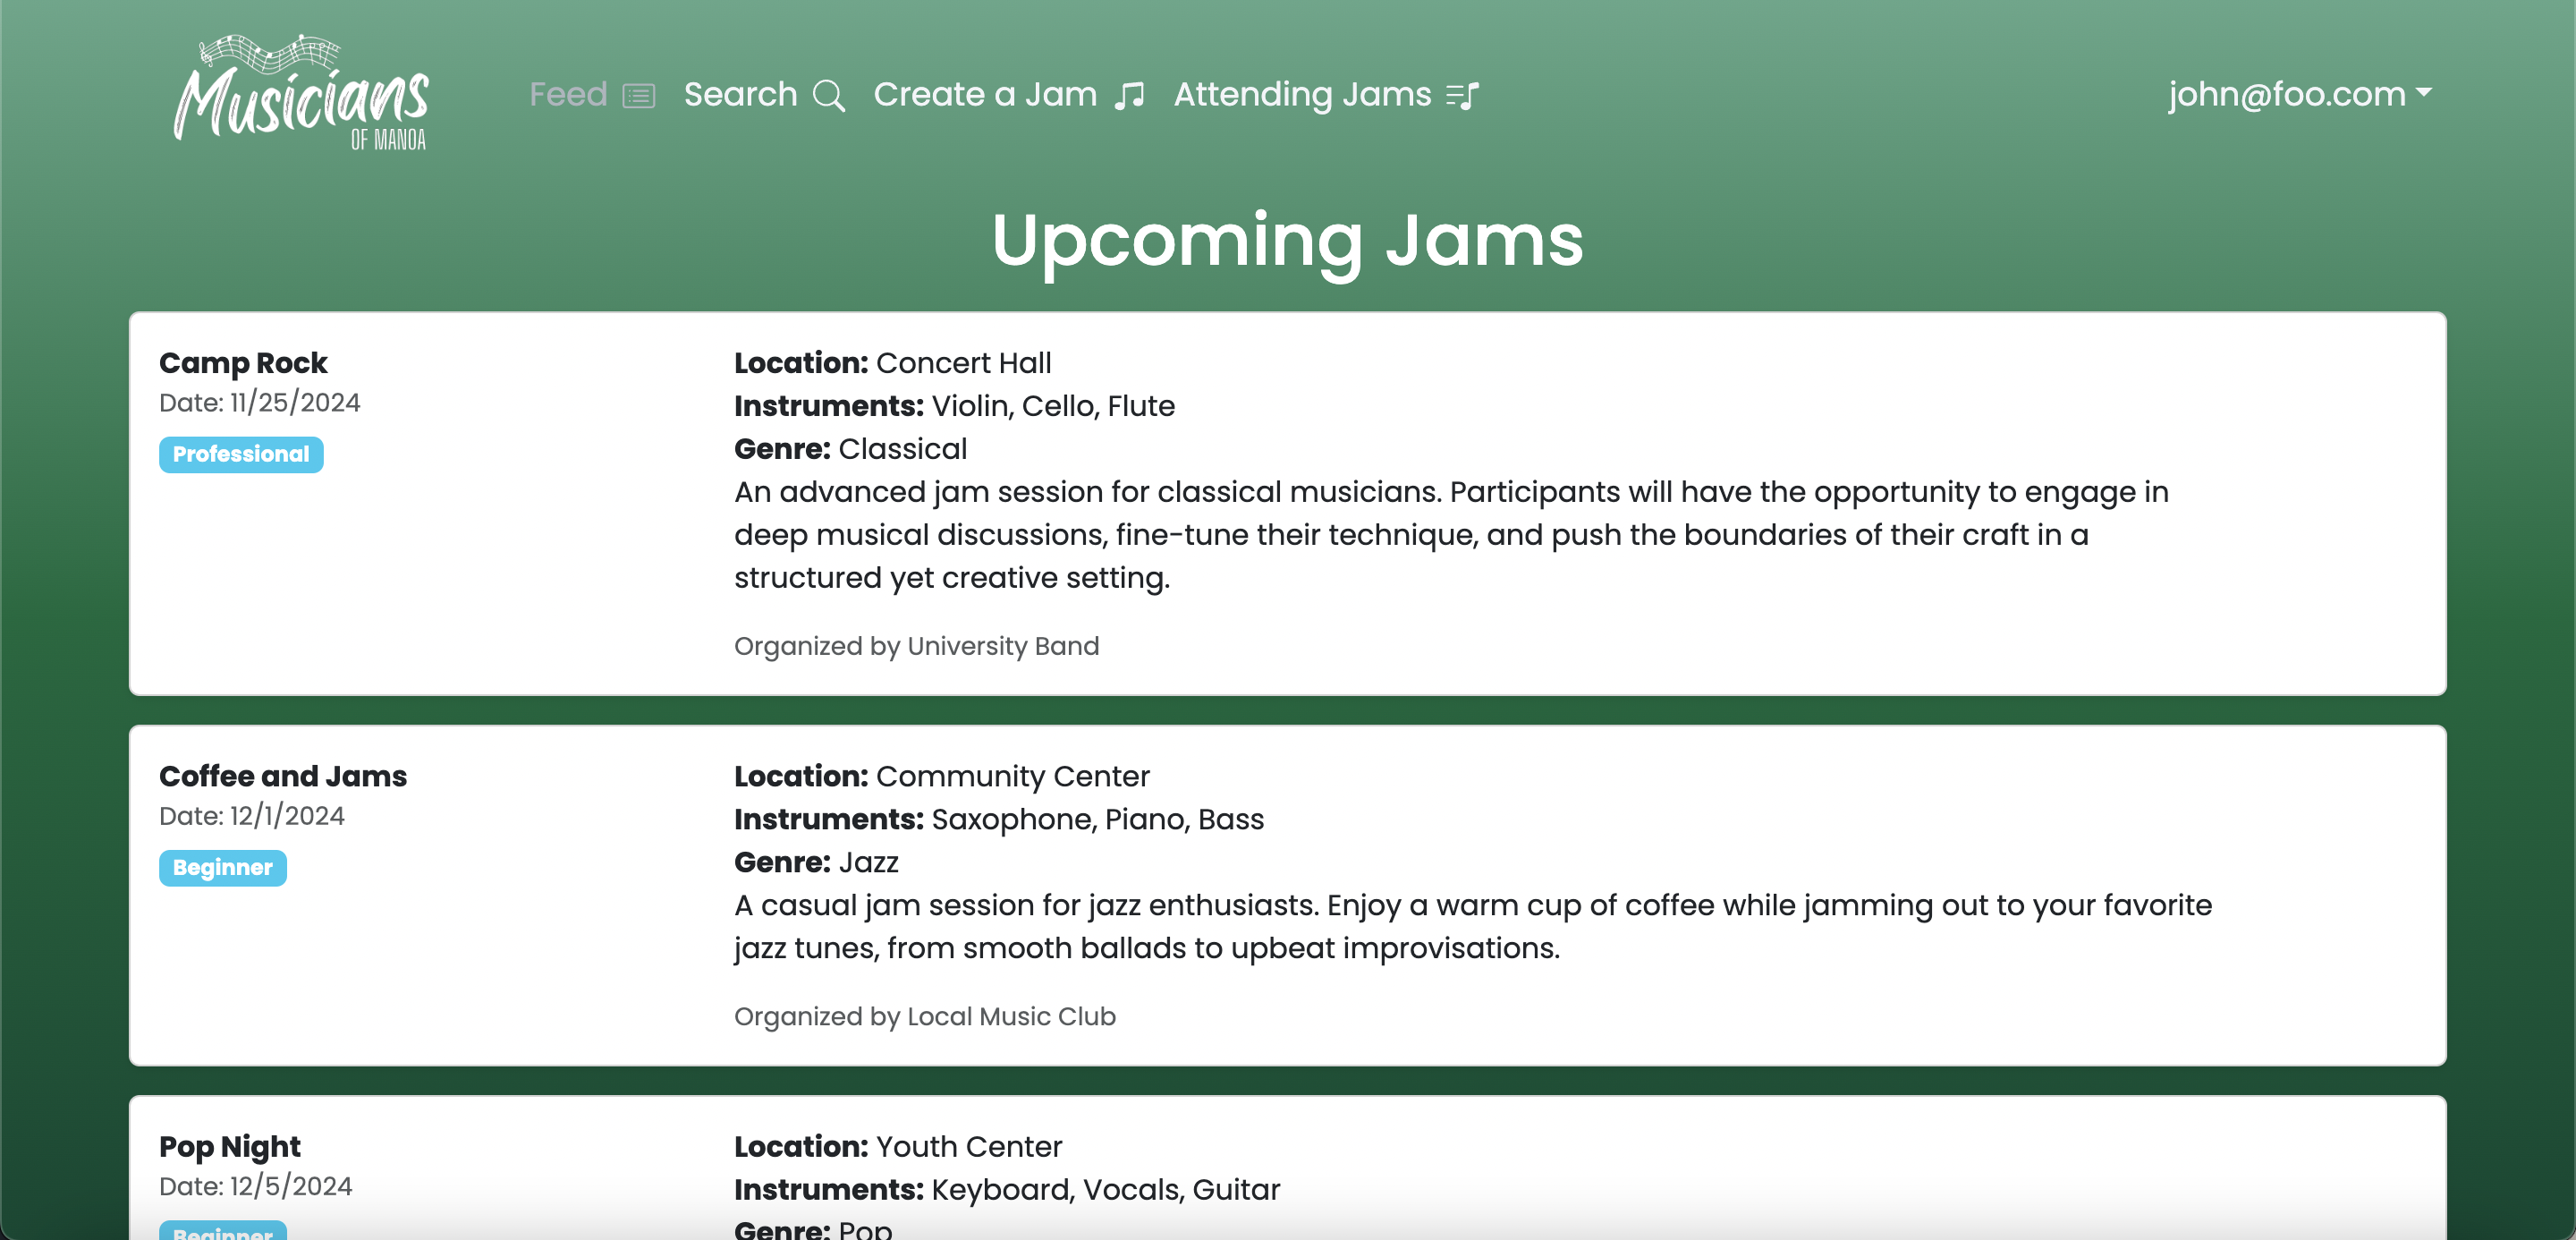 Musicians
OF MANOA
Feed Search Create a Jam Attending Jams john@foo.com
Upcoming Jams
Camp Rock
Date: 11/25/2024
Professional
Location: Concert Hall
Instruments: Violin, Cello, Flute
Genre: Classical
An advanced jam session for classical musicians. Participants will have the opportunity to engage in
deep musical discussions, fine-tune their technique, and push the boundaries of their craft in a
structured yet creative setting.
Organized by University Band
Coffee and Jams
Date: 12/1/2024
Beginner
Location: Community Center
Instruments: Saxophone, Piano, Bass
Genre: Jazz
A casual jam session for jazz enthusiasts. Enjoy a warm cup of coffee while jamming out to your favorite
jazz tunes, from smooth ballads to upbeat improvisations.
Organized by Local Music Club
Pop Night
Date: 12/5/2024
Beginner
Location: Youth Center
Instruments: Keyboard, Vocals, Guitar
Genre: Pop